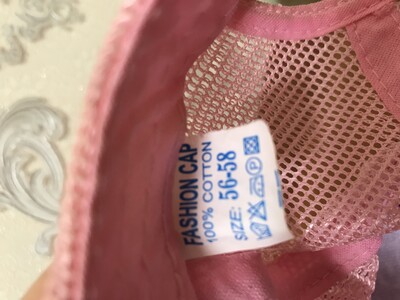 FASHION CAP
100% COTTON
SIZE: 56-58